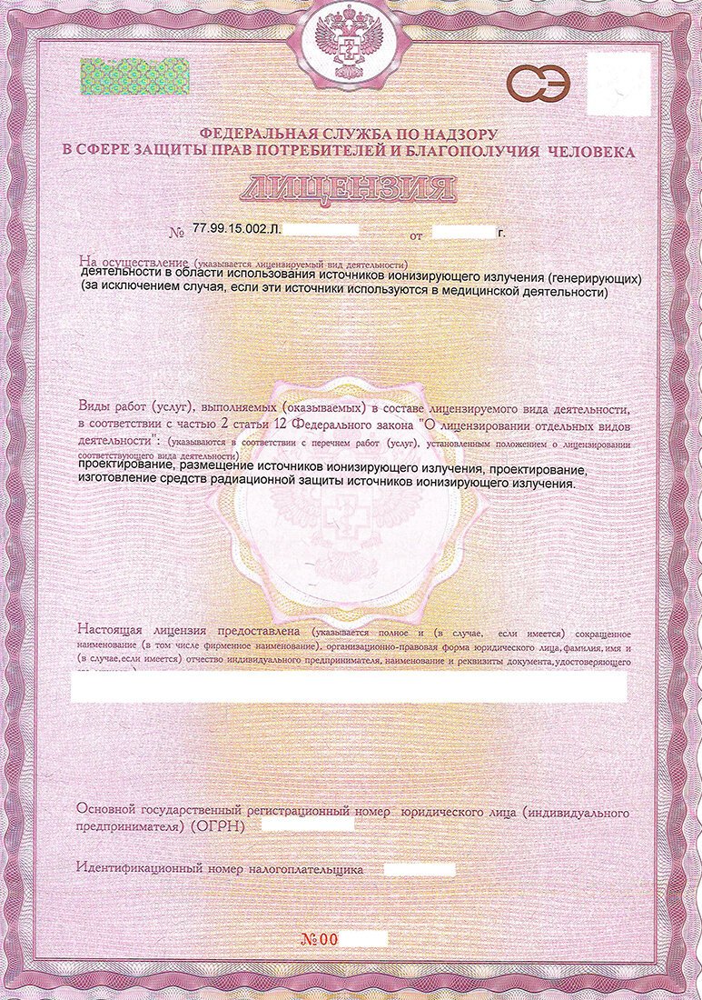 СЭ
ФЕДЕРАЛЬНАЯ СЛУЖБА ПО НАДЗОРУ
В СФЕРЕ ЗАЩИТЫ ПРАВ ПОТРЕБИТЕЛЕЙ И БЛАГОПОЛУЧИЯ ЧЕЛОВЕКА
ЛИЦЕНЗИЯ
№ 77.99.15.002.Л. от г.
На осуществление (указывается лицензируемый вид деятельности)
деятельности в области использования источников ионизирующего излучения (генерирующих)
(за исключением случая, если эти источники используются в медицинской деятельности)
Виды работ (услуг), выполняемых (оказываемых) в составе лицензируемого вида деятельности,
в соответствии с частью 2 статьи 12 Федерального закона "О лицензировании отдельных видов
деятельности": (указываются в соответствии с перечнем работ (услуг), установленным положением о лицензировании
соответствующего вида деятельности)
проектирование, размещение источников ионизирующего излучения, проектирование,
изготовление средств радиационной защиты источников ионизирующего излучения.
Настоящая лицензия предоставлена (указывается полное и (в случае, если имеется) сокращенное
наименование (в том числе фирменное наименование), организационно-правовая форма юридического лица, фамилия, имя и
(в случае, если имеется) отчество индивидуального предпринимателя, наименование и реквизиты документа, удостоверяющего
Основной государственный регистрационный номер юридического лица (индивидуального
предпринимателя) (ОГРН)
Идентификационный номер налогоплательщика
№00